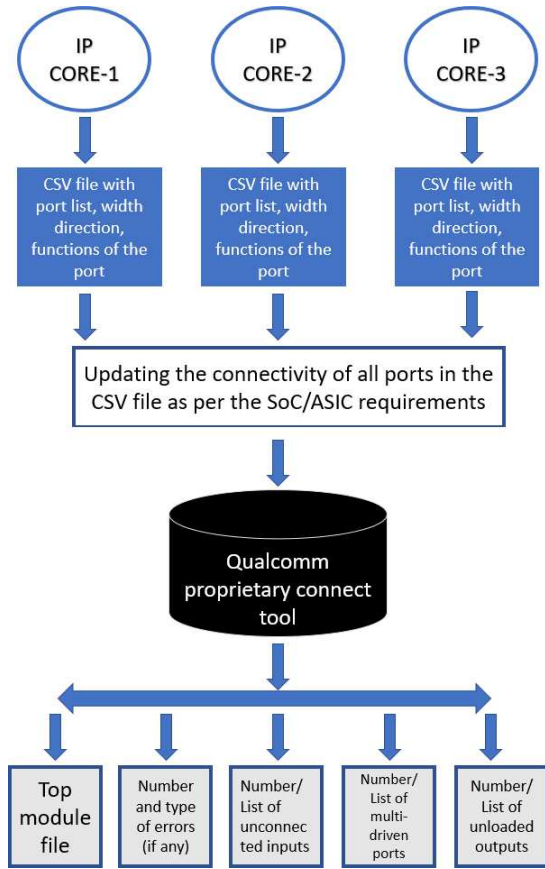 IP
CORE-1
IP
CORE-2
IP
CORE-3
CSV file with
port list, width
direction,
functions of the
port
CSV file with
port list, width
direction,
functions of the
port
CSV file with
port list, width
direction,
functions of the
port
Updating the connectivity of all ports in the
CSV file as per the SoC/ASIC requirements
Qualcomm
proprietary connect
tool
Top
module
file
Number
and type
of errors
(if any)
Number/
List of
unconnec
ted inputs
Number/
List of
multi-
driven
ports
Number/
List of
unloaded
outputs